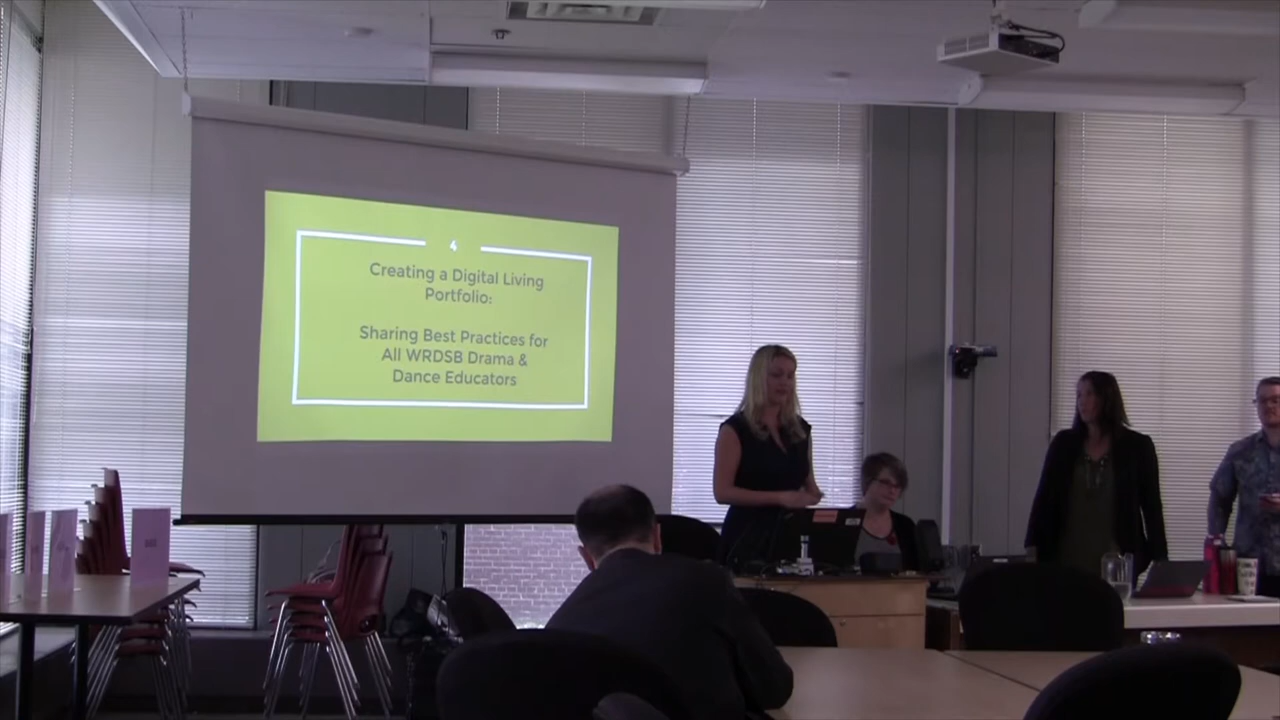 4
Creating a Digital Living
Portfolio:
Sharing Best Practices for
All WRDSB Drama &
Dance Educators